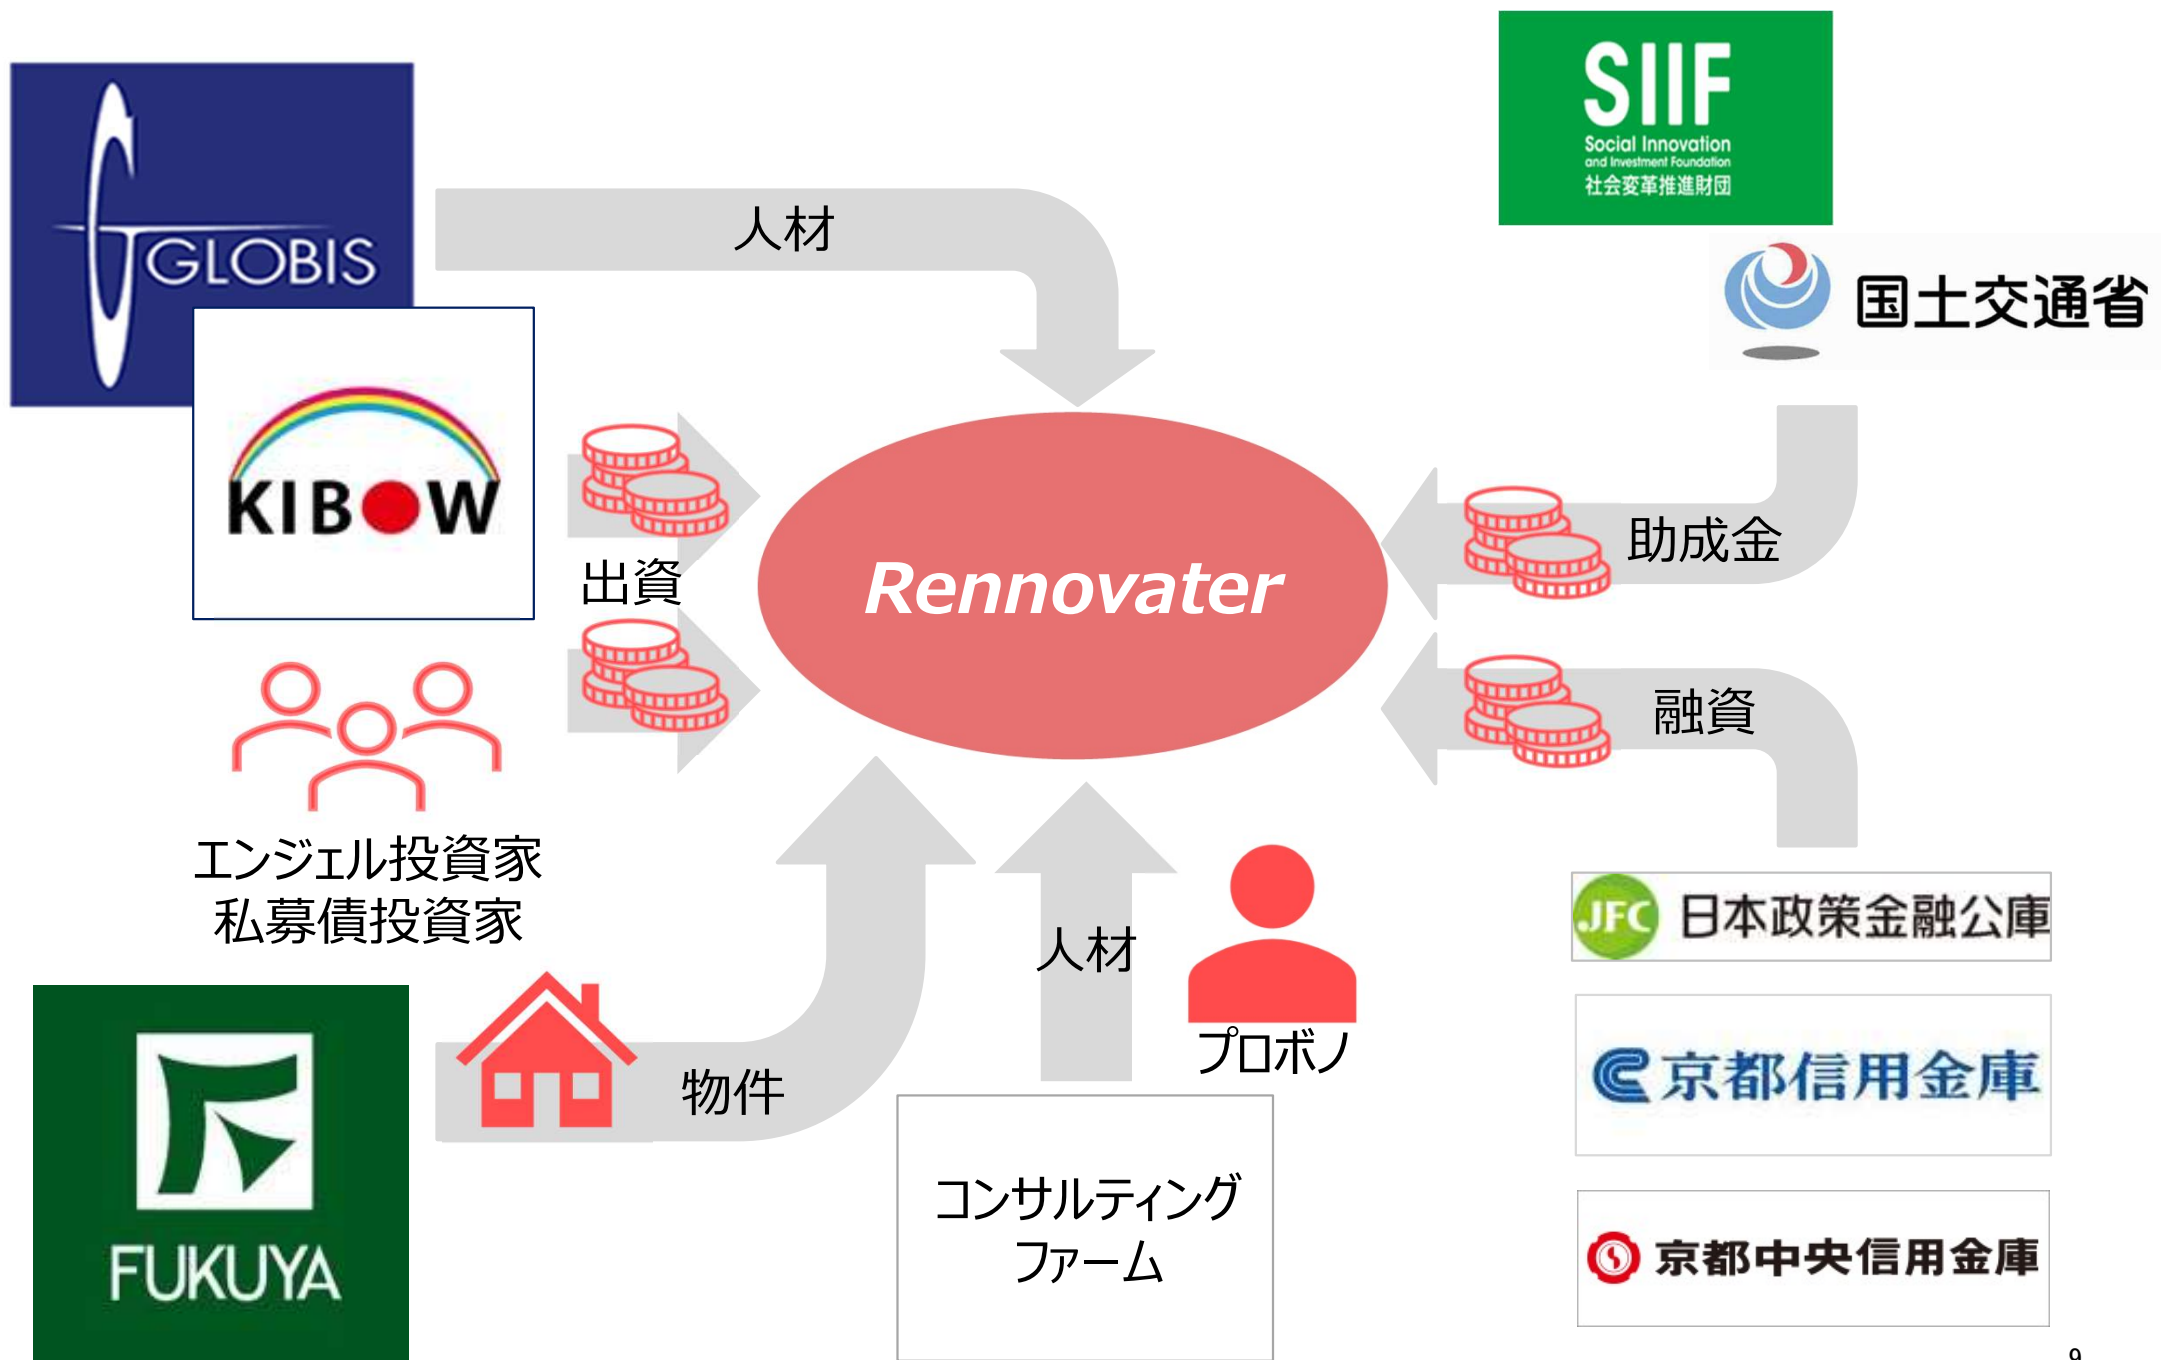 GLOBIS
人材
SIIF
Social Innovation
and Investment Foundation
社会変革推進財団
国土交通省
KIBOW
出資
Rennovater
助成金
融資
エンジェル投資家
私募債投資家
人材
プロボノ
JFC 日本政策金融公庫
京都信用金庫
京都中央信用金庫
FUKUYA
物件
コンサルティング
ファーム
9